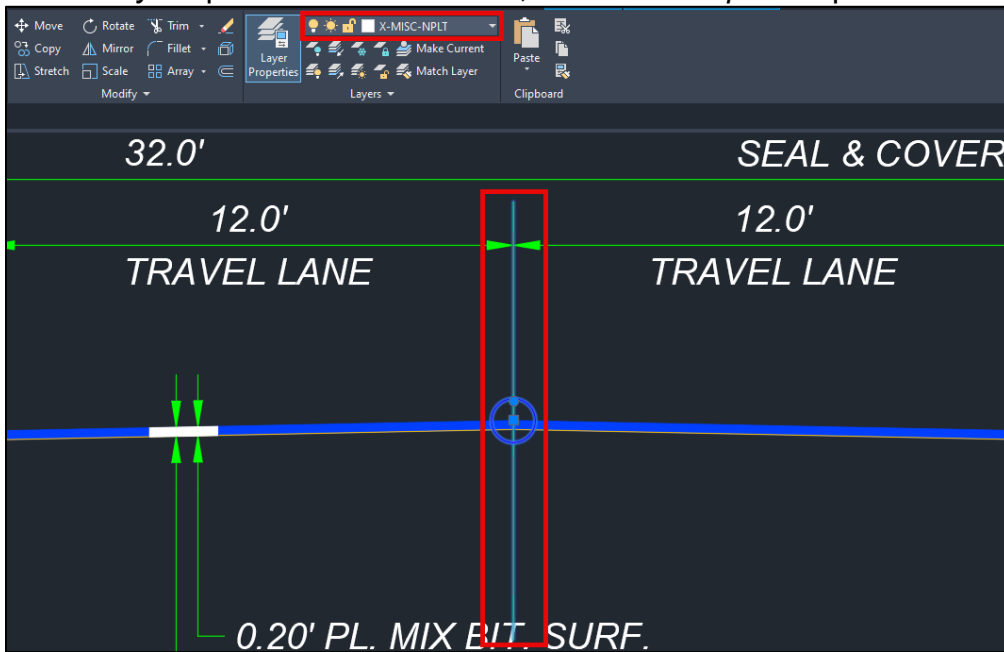 Move Rotate Trim X-MISC-NPLT
Copy Mirror Fillet Make Current
Stretch Scale Array Layer Properties Match Layer Paste
Modify Layers Clipboard
32.0' SEAL & COVER
12.0' 12.0'
TRAVEL LANE TRAVEL LANE
0.20' PL. MIX BIT. SURF.